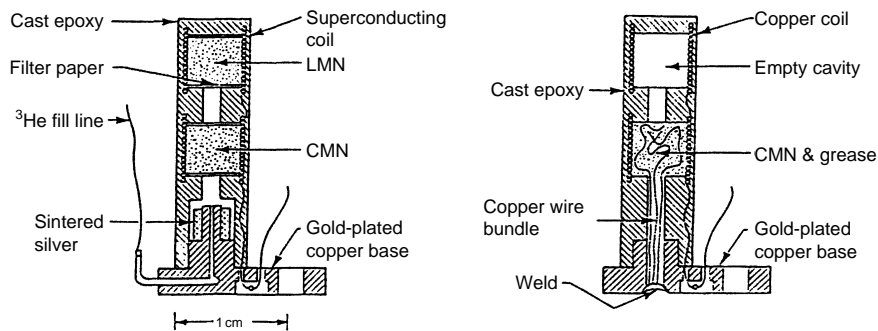 Cast epoxy
Superconducting
coil
LMN
Filter paper
³He fill line
CMN
Sintered
silver
Gold-plated
copper base
1 cm
Copper coil
Empty cavity
Cast epoxy
CMN & grease
Copper wire
bundle
Gold-plated
copper base
Weld